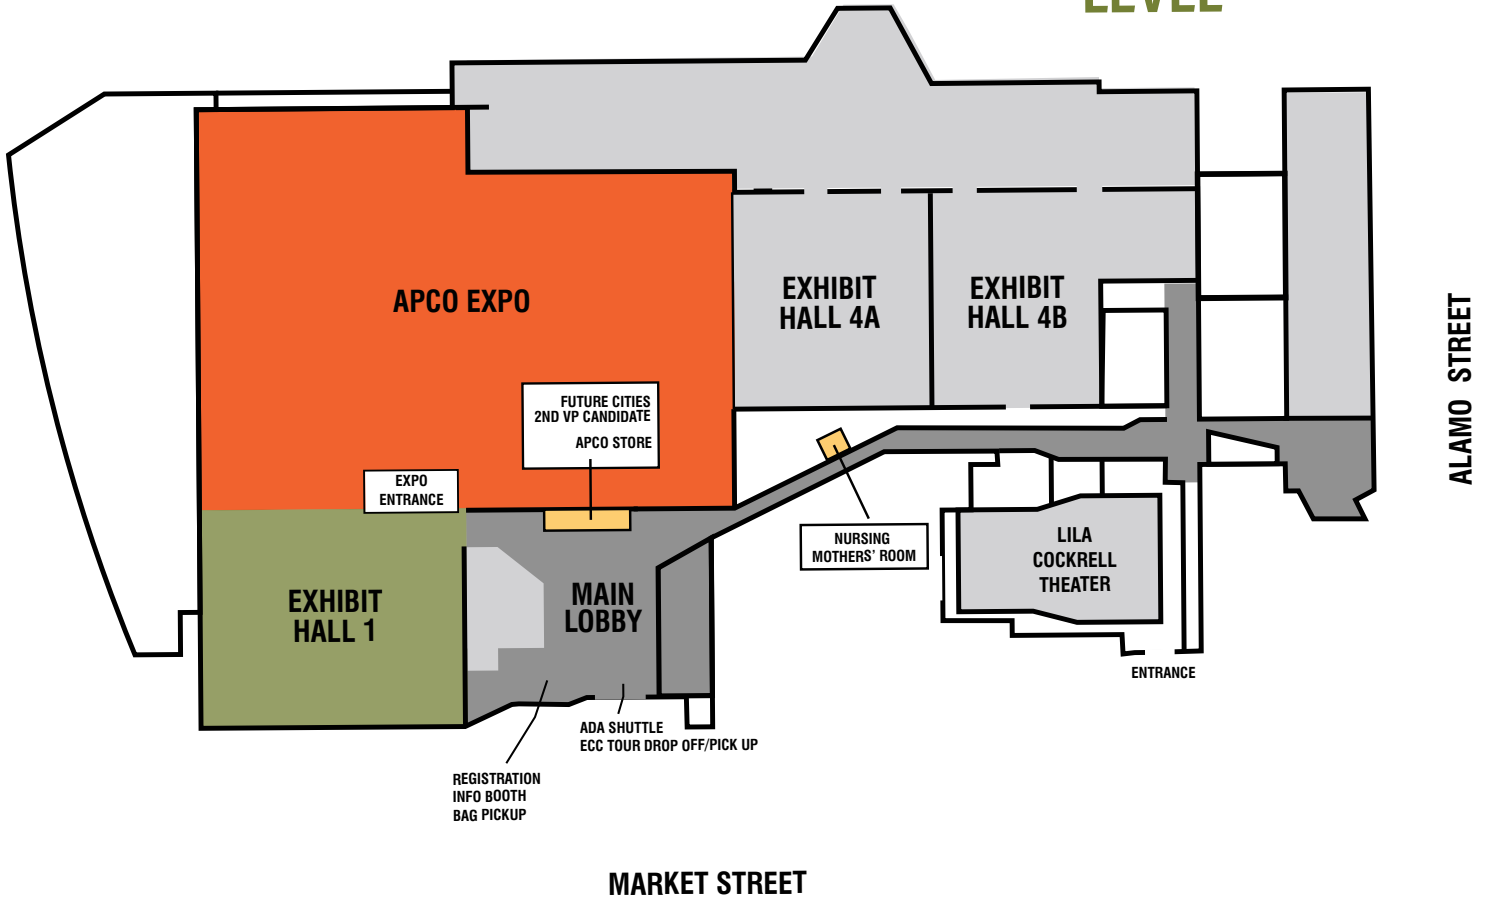 LEVEL
APCO EXPO
EXHIBIT
HALL 4A
EXHIBIT
HALL 4B
ALAMO STREET
FUTURE CITIES
2ND VP CANDIDATE
APCO STORE
EXPO
ENTRANCE
NURSING
MOTHERS' ROOM
LILA
COCKRELL
THEATER
EXHIBIT
HALL 1
MAIN
LOBBY
ENTRANCE
ADA SHUTTLE
ECC TOUR DROP OFF/PICK UP
REGISTRATION
INFO BOOTH
BAG PICKUP
MARKET STREET